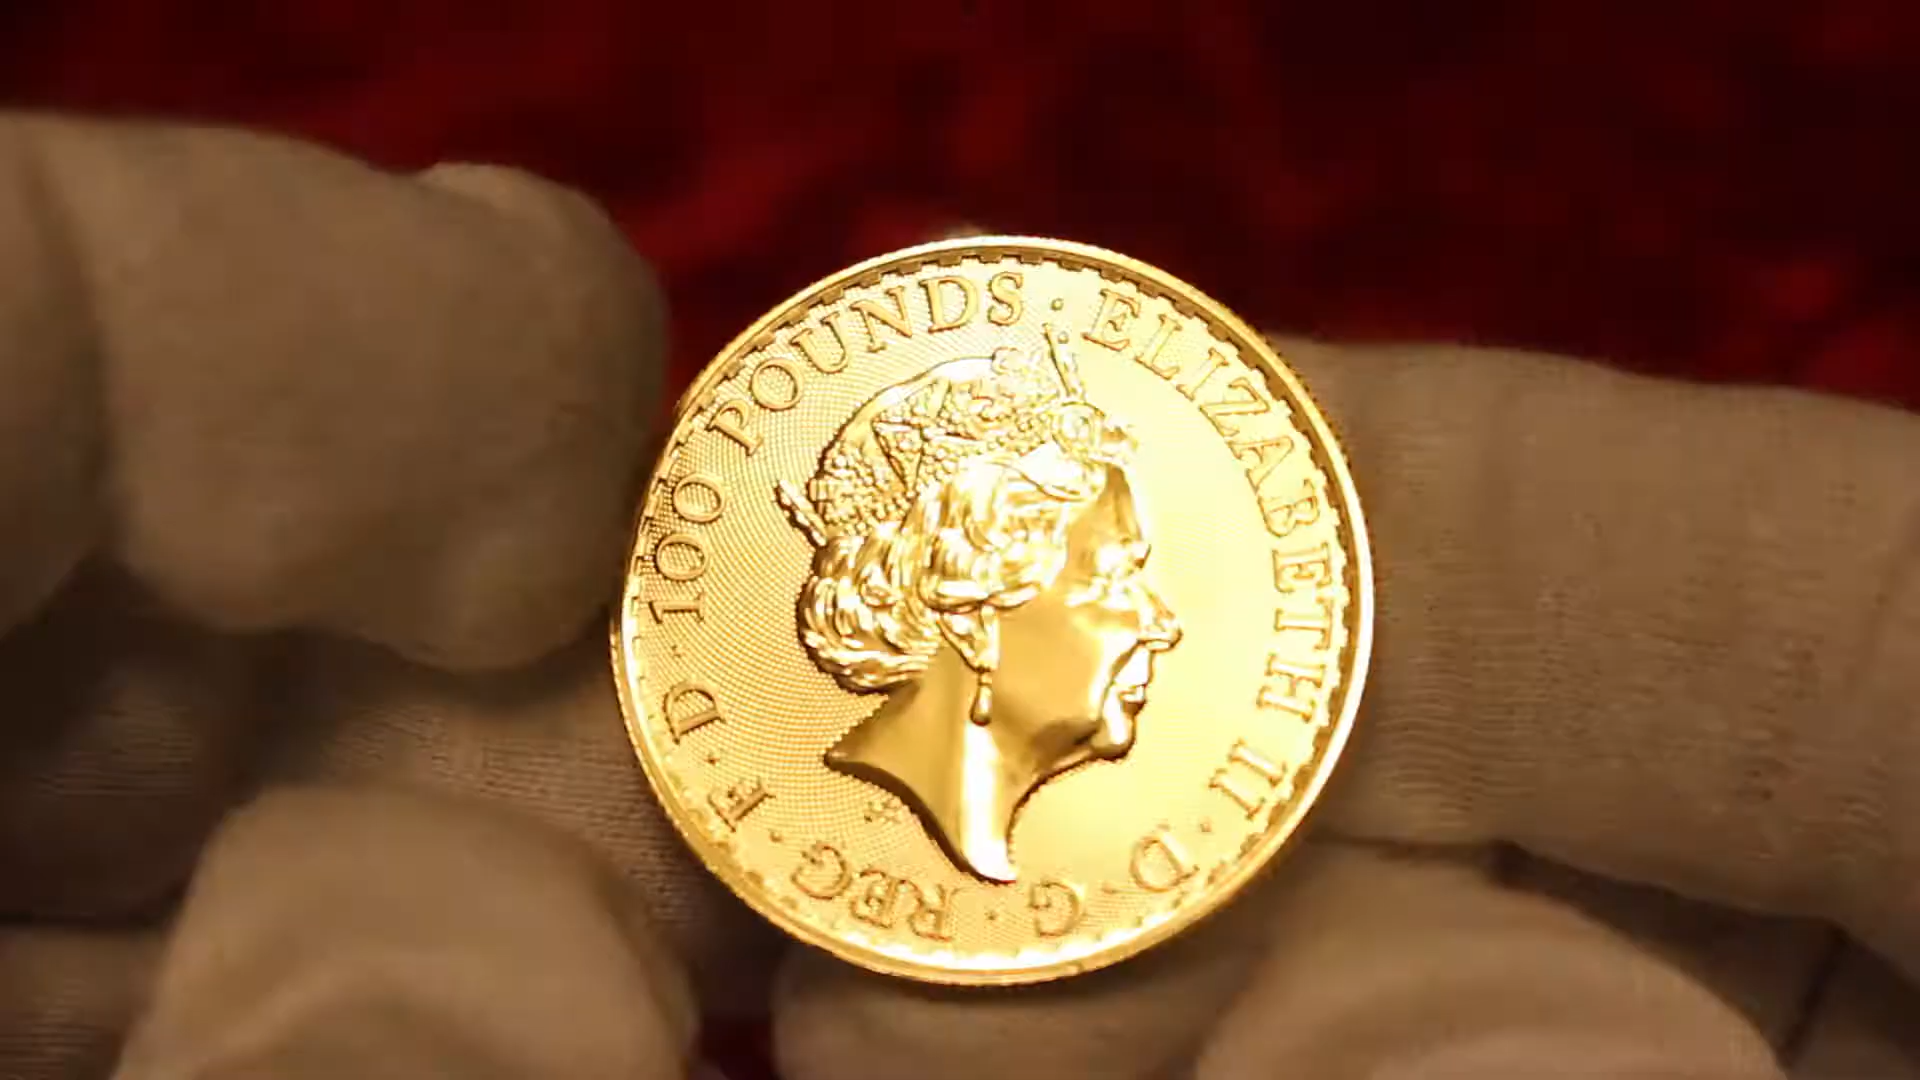 ELIZABETH II · D · G · REG · F · D · 100 POUNDS ·